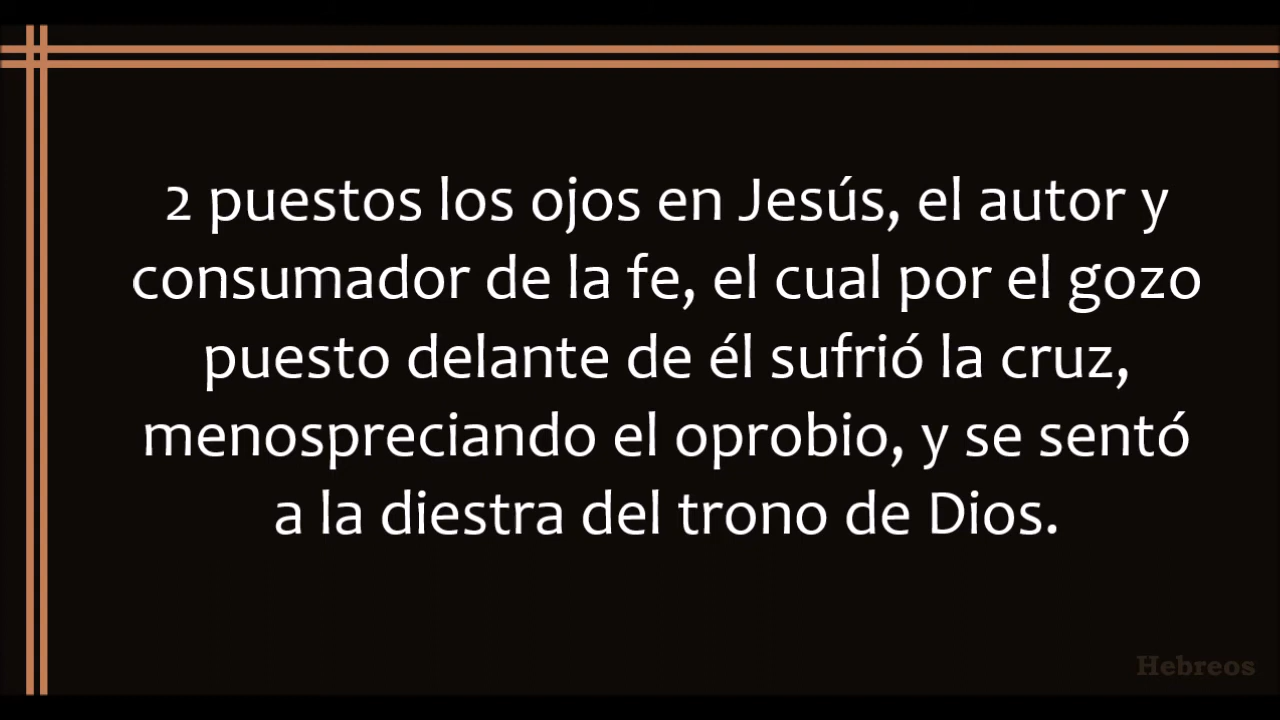 2 puestos los ojos en Jesús, el autor y
consumador de la fe, el cual por el gozo
puesto delante de él sufrió la cruz,
menospreciando el oprobio, y se sentó
a la diestra del trono de Dios.
Hebreos